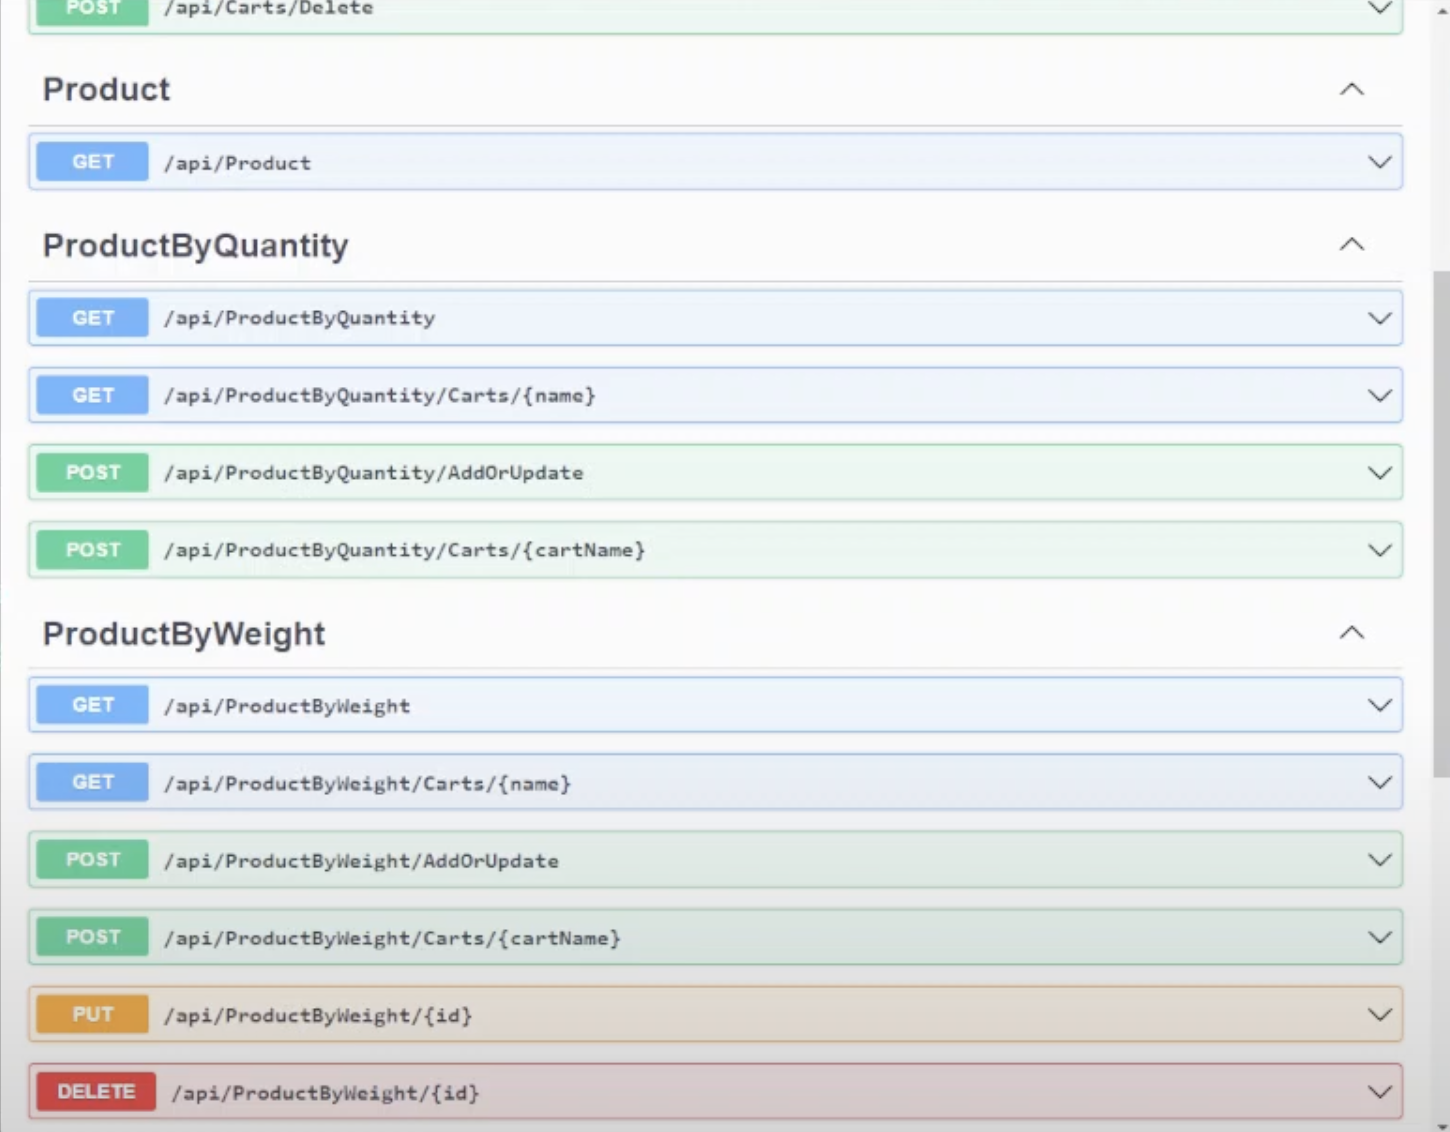 POST /api/Carts/Delete
Product
GET /api/Product
ProductByQuantity
GET /api/ProductByQuantity
GET /api/ProductByQuantity/Carts/{name}
POST /api/ProductByQuantity/AddOrUpdate
POST /api/ProductByQuantity/Carts/{cartName}
ProductByWeight
GET /api/ProductByWeight
GET /api/ProductByWeight/Carts/{name}
POST /api/ProductByWeight/AddOrUpdate
POST /api/ProductByWeight/Carts/{cartName}
PUT /api/ProductByWeight/{id}
DELETE /api/ProductByWeight/{id}